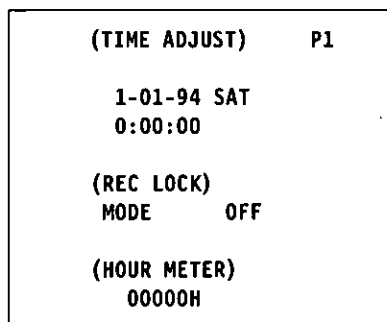 (TIME ADJUST) P1
1-01-94 SAT
0:00:00
(REC LOCK)
MODE OFF
(HOUR METER)
00000H